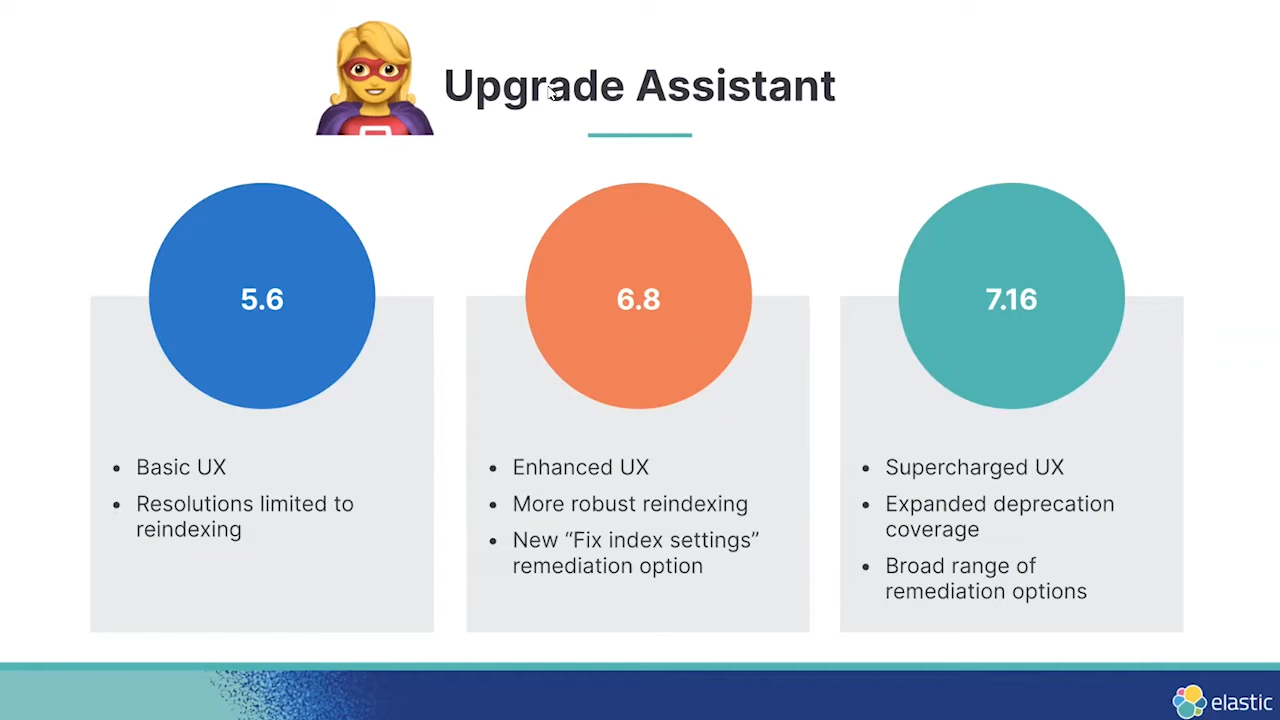 Upgrade Assistant
5.6
• Basic UX
• Resolutions limited to
reindexing
6.8
• Enhanced UX
• More robust reindexing
• New “Fix index settings”
remediation option
7.16
• Supercharged UX
• Expanded deprecation
coverage
• Broad range of
remediation options
elastic